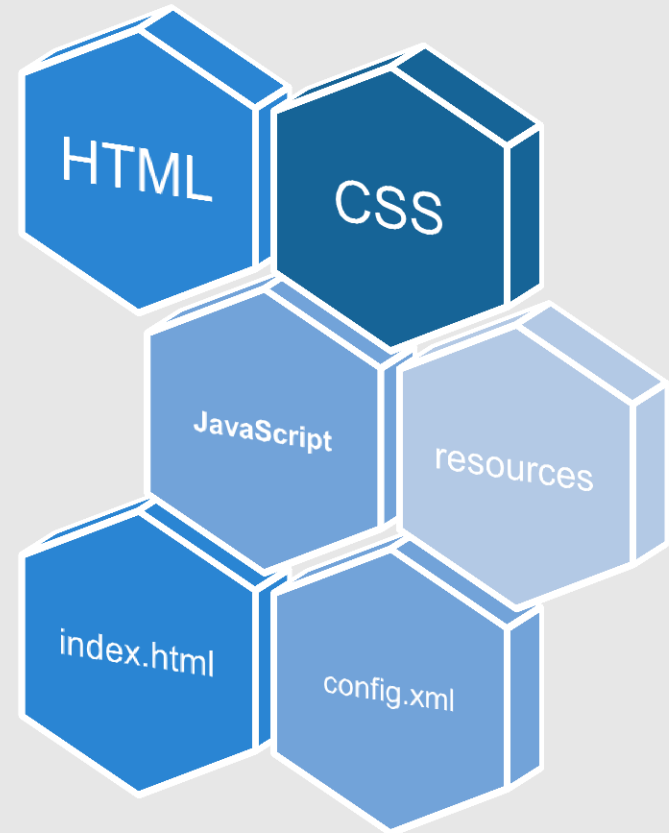 HTML
CSS
JavaScript
resources
index.html
config.xml